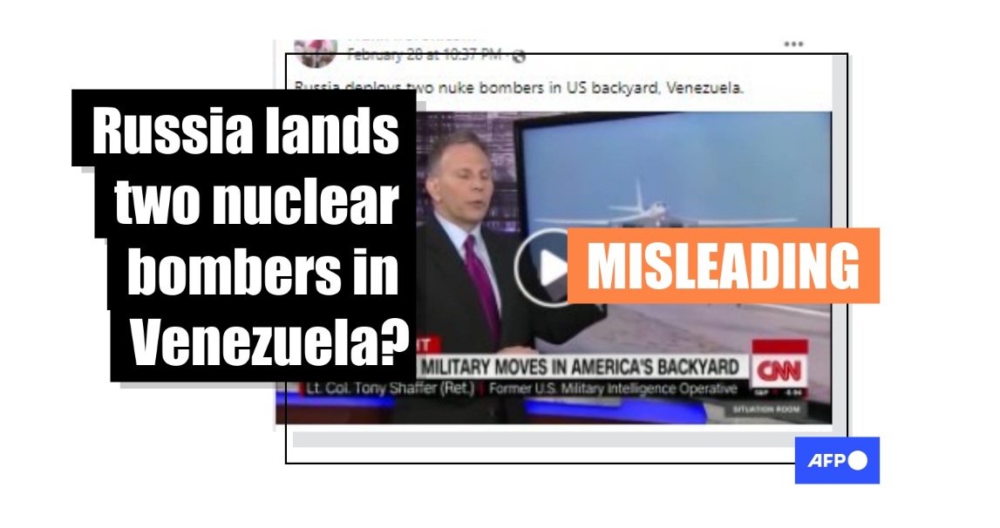 February 28 at 10:37 PM ·
Russia deploys two nuke bombers in US backyard, Venezuela.
Russia lands
two nuclear
bombers in
Venezuela?
MISLEADING
MILITARY MOVES IN AMERICA'S BACKYARD
CNN
Lt. Col. Tony Shaffer (Ret.) | Former U.S. Military Intelligence Operative
SITUATION ROOM
AFP